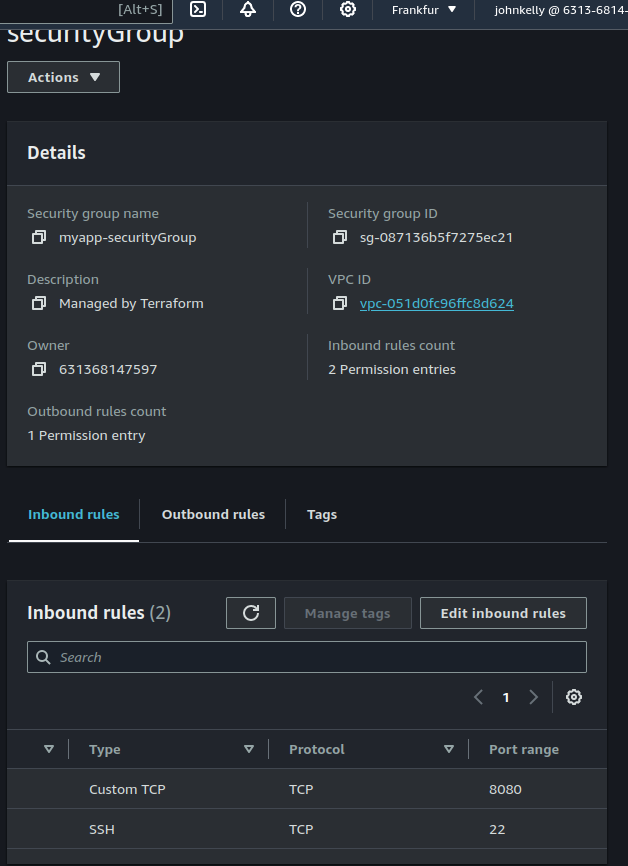 [Alt+S]
Frankfur
johnkelly @ 6313-6814-
securityGroup
Actions
Details
Security group name
myapp-securityGroup
Security group ID
sg-087136b5f7275ec21
Description
Managed by Terraform
VPC ID
vpc-051d0fc96ffc8d624
Owner
631368147597
Inbound rules count
2 Permission entries
Outbound rules count
1 Permission entry
Inbound rules
Outbound rules
Tags
Inbound rules (2)
Manage tags
Edit inbound rules
Search
1
Type
Protocol
Port range
Custom TCP
TCP
8080
SSH
TCP
22